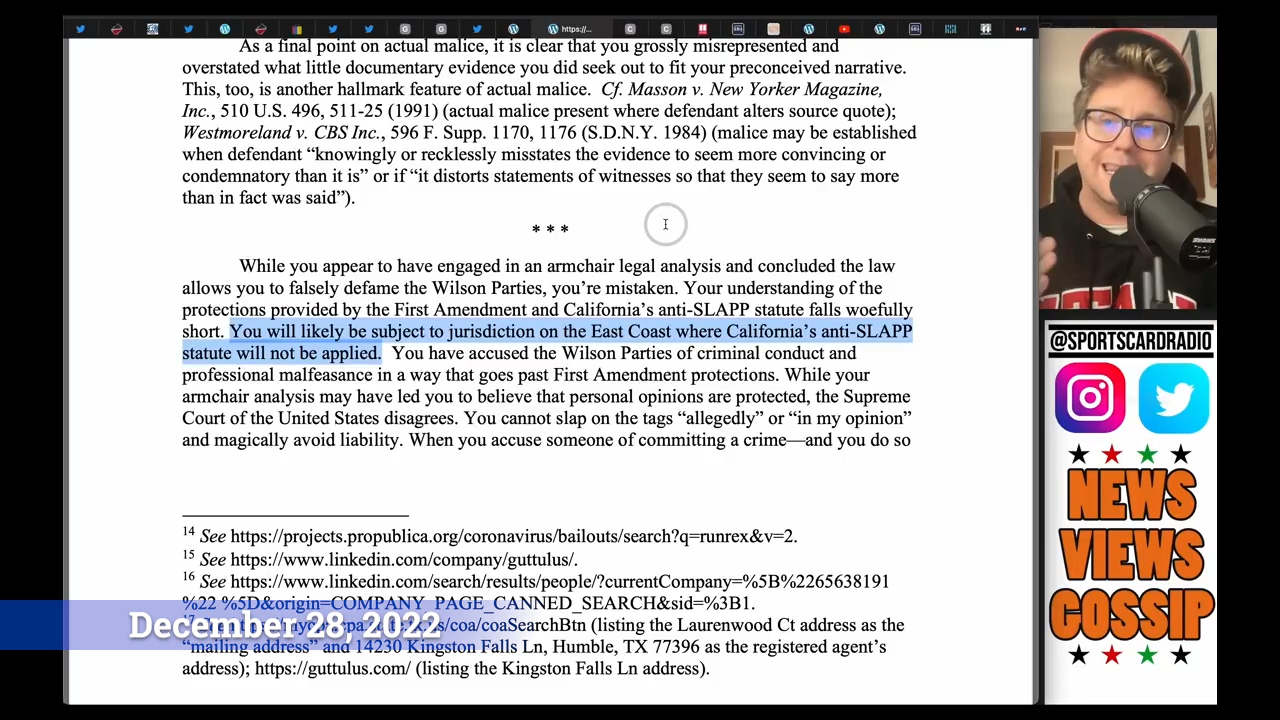 https://...
As a final point on actual malice, it is clear that you grossly misrepresented and
overstated what little documentary evidence you did seek out to fit your preconceived narrative.
This, too, is another hallmark feature of actual malice. Cf. Masson v. New Yorker Magazine,
Inc., 510 U.S. 496, 511-25 (1991) (actual malice present where defendant alters source quote);
Westmoreland v. CBS Inc., 596 F. Supp. 1170, 1176 (S.D.N.Y. 1984) (malice may be established
when defendant “knowingly or recklessly misstates the evidence to seem more convincing or
condemnatory than it is” or if “it distorts statements of witnesses so that they seem to say more
than in fact was said”).
* * *
While you appear to have engaged in an armchair legal analysis and concluded the law
allows you to falsely defame the Wilson Parties, you’re mistaken. Your understanding of the
protections provided by the First Amendment and California’s anti-SLAPP statute falls woefully
short. You will likely be subject to jurisdiction on the East Coast where California’s anti-SLAPP
statute will not be applied. You have accused the Wilson Parties of criminal conduct and
professional malfeasance in a way that goes past First Amendment protections. While your
armchair analysis may have led you to believe that personal opinions are protected, the Supreme
Court of the United States disagrees. You cannot slap on the tags “allegedly” or “in my opinion”
and magically avoid liability. When you accuse someone of committing a crime—and you do so
14 See https://projects.propublica.org/coronavirus/bailouts/search?q=runrex&v=2.
15 See https://www.linkedin.com/company/guttulus/.
16 See https://www.linkedin.com/search/results/people/?currentCompany=%5B%2265638191
%22 %5D&origin=COMPANY_PAGE_CANNED_SEARCH&sid=%3B1.
coa/coaSearchBtn (listing the Laurenwood Ct address as the
“mailing address” and 14230 Kingston Falls Ln, Humble, TX 77396 as the registered agent’s
address); https://guttulus.com/ (listing the Kingston Falls Ln address).
December 28, 2022
@SPORTSCARDRADIO
NEWS
VIEWS
GOSSIP